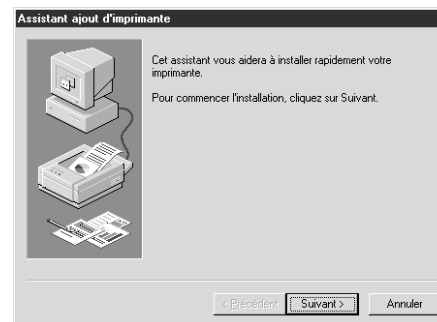 Assistant ajout d'imprimante
Cet assistant vous aidera à installer rapidement votre
imprimante.
Pour commencer l'installation, cliquez sur Suivant.
< Précédent
Suivant >
Annuler